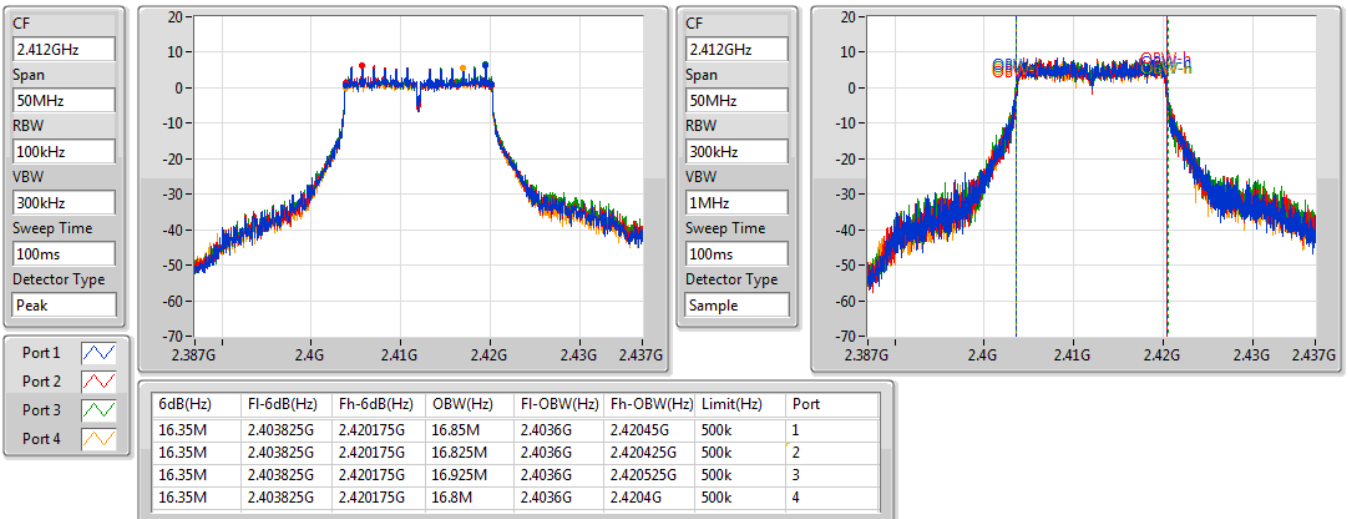 CF
2.412GHz
Span
50MHz
RBW
100kHz
VBW
300kHz
Sweep Time
100ms
Detector Type
Peak
20
10
0
-10
-20
-30
-40
-50
-60
-70
2.387G 2.4G 2.41G 2.42G 2.43G 2.437G
CF
2.412GHz
Span
50MHz
RBW
300kHz
VBW
1MHz
Sweep Time
100ms
Detector Type
Sample
20
10
0
-10
-20
-30
-40
-50
-60
-70
OBW-h
OBW-h
2.387G 2.4G 2.41G 2.42G 2.43G 2.437G
Port 1
Port 2
Port 3
Port 4
6dB(Hz) Fl-6dB(Hz) Fh-6dB(Hz) OBW(Hz) Fl-OBW(Hz) Fh-OBW(Hz) Limit(Hz) Port
16.35M 2.403825G 2.420175G 16.85M 2.4036G 2.42045G 500k 1
16.35M 2.403825G 2.420175G 16.825M 2.4036G 2.420425G 500k 2
16.35M 2.403825G 2.420175G 16.925M 2.4036G 2.420525G 500k 3
16.35M 2.403825G 2.420175G 16.8M 2.4036G 2.4204G 500k 4